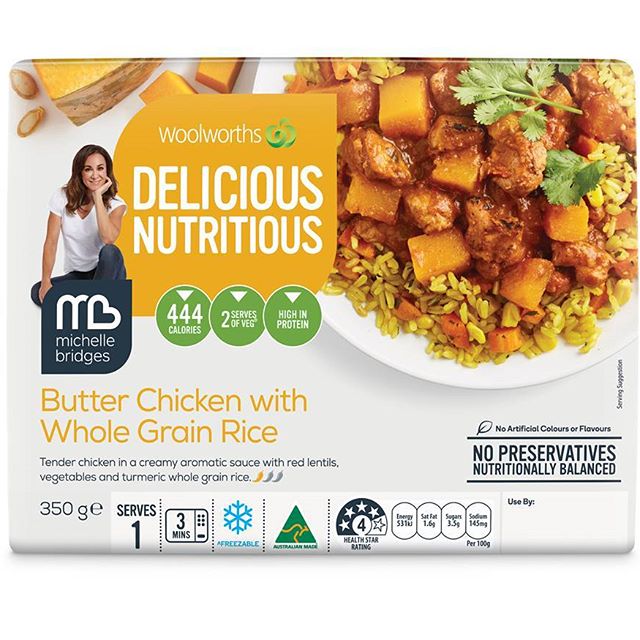 Woolworths
DELICIOUS
NUTRITIOUS
mb
michelle
bridges
444
CALORIES
2 SERVES
OF VEG°
HIGH IN
PROTEIN
Butter Chicken with
Whole Grain Rice
Tender chicken in a creamy aromatic sauce with red lentils,
vegetables and turmeric whole grain rice.
Serving Suggestion
No Artificial Colours or Flavours
NO PRESERVATIVES
NUTRITIONALLY BALANCED
350 g℮
SERVES
1
3
MINS
^FREEZABLE
AUSTRALIAN MADE
4
HEALTH STAR
RATING
Energy
531kJ
Sat Fat
1.6g
Sugars
3.5g
Sodium
145mg
Per 100g
Use By: